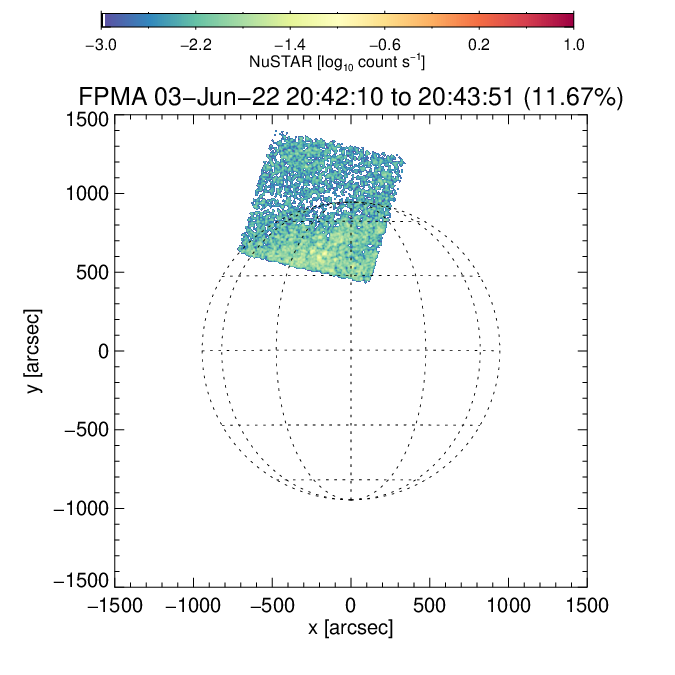 −3.0 −2.2 −1.4 −0.6 0.2 1.0
NuSTAR [log₁₀ count s⁻¹]
FPMA 03−Jun−22 20:42:10 to 20:43:51 (11.67%)
1500
1000
500
0
−500
−1000
−1500
y [arcsec]
−1500 −1000 −500 0 500 1000 1500
x [arcsec]